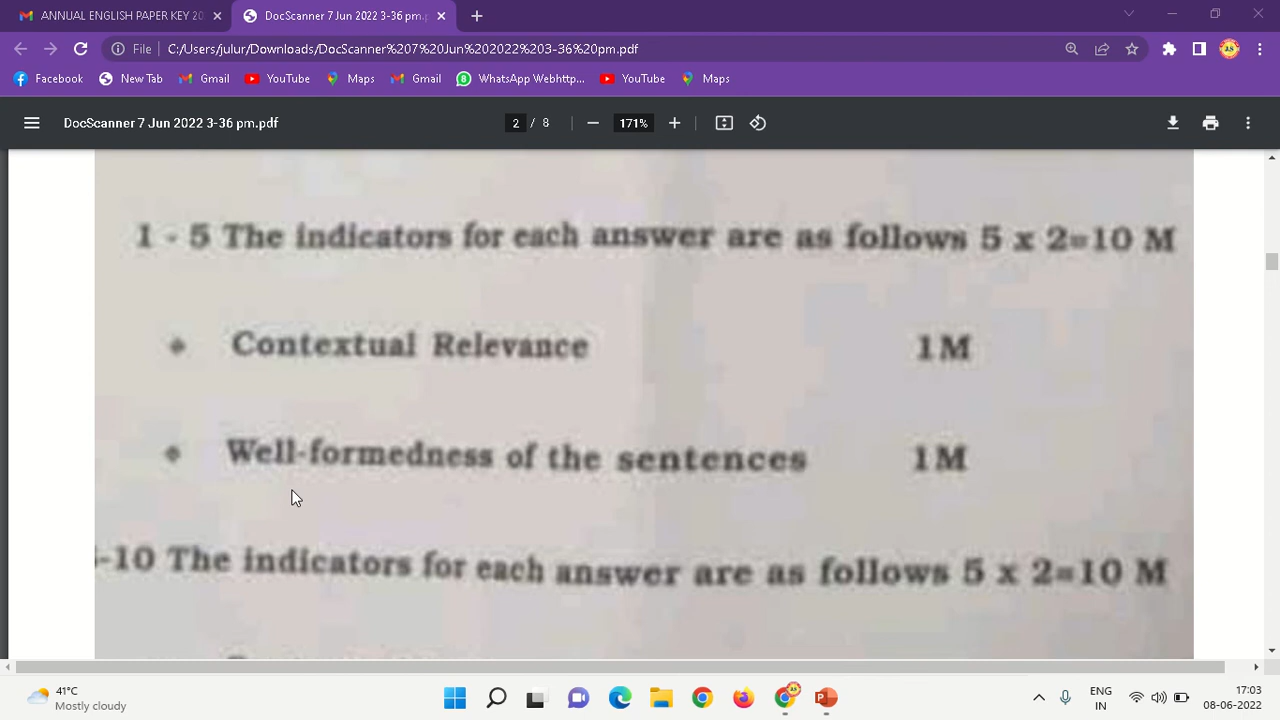 ANNUAL ENGLISH PAPER KEY 20
DocScanner 7 Jun 2022 3-36 pm.
File
C:/Users/julur/Downloads/DocScanner%207%20Jun%202022%203-36%20pm.pdf
Facebook
New Tab
Gmail
YouTube
Maps
Gmail
WhatsApp Webhttp...
YouTube
Maps
DocScanner 7 Jun 2022 3-36 pm.pdf
2 / 8
171%
1 - 5 The indicators for each answer are as follows 5 x 2=10 M
Contextual Relevance 1M
Well-formedness of the sentences 1M
-10 The indicators for each answer are as follows 5 x 2=10 M
41°C
Mostly cloudy
ENG
IN
17:03
08-06-2022